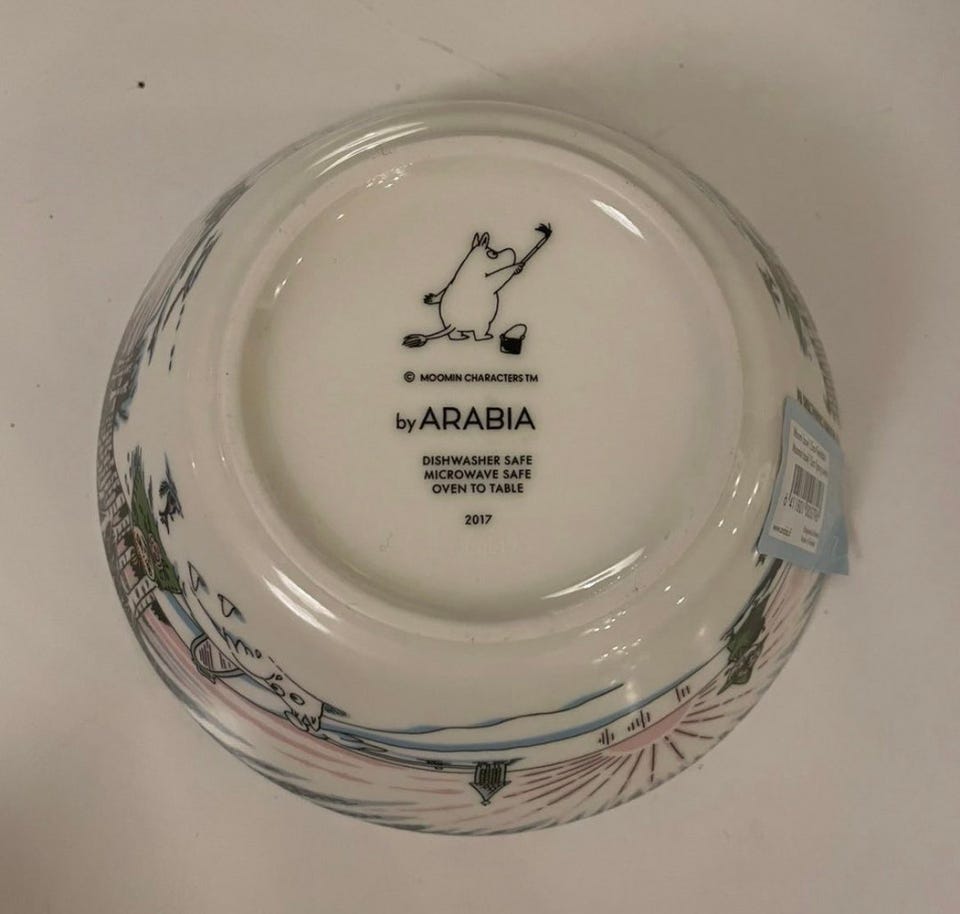 © MOOMIN CHARACTERS TM
by ARABIA
DISHWASHER SAFE
MICROWAVE SAFE
OVEN TO TABLE
2017